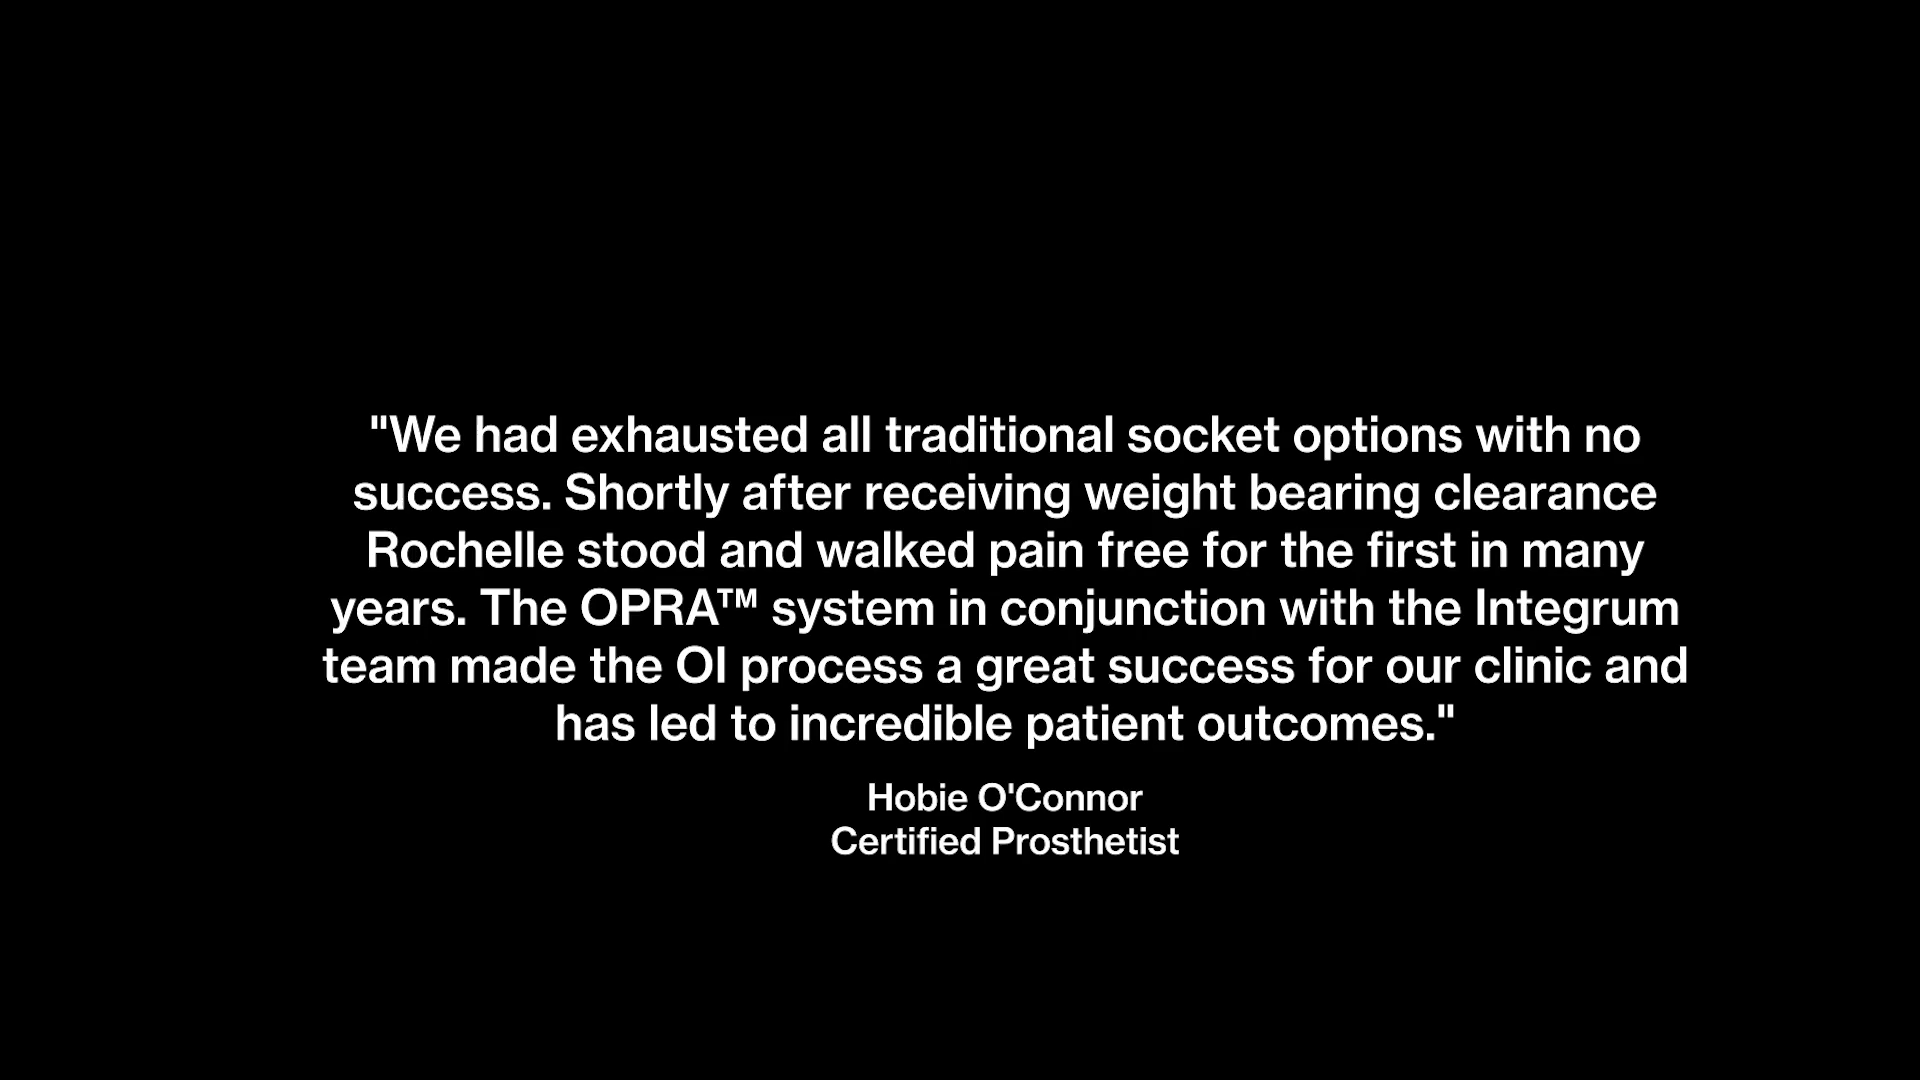 "We had exhausted all traditional socket options with no
success. Shortly after receiving weight bearing clearance
Rochelle stood and walked pain free for the first in many
years. The OPRA™ system in conjunction with the Integrum
team made the OI process a great success for our clinic and
has led to incredible patient outcomes."
Hobie O'Connor
Certified Prosthetist